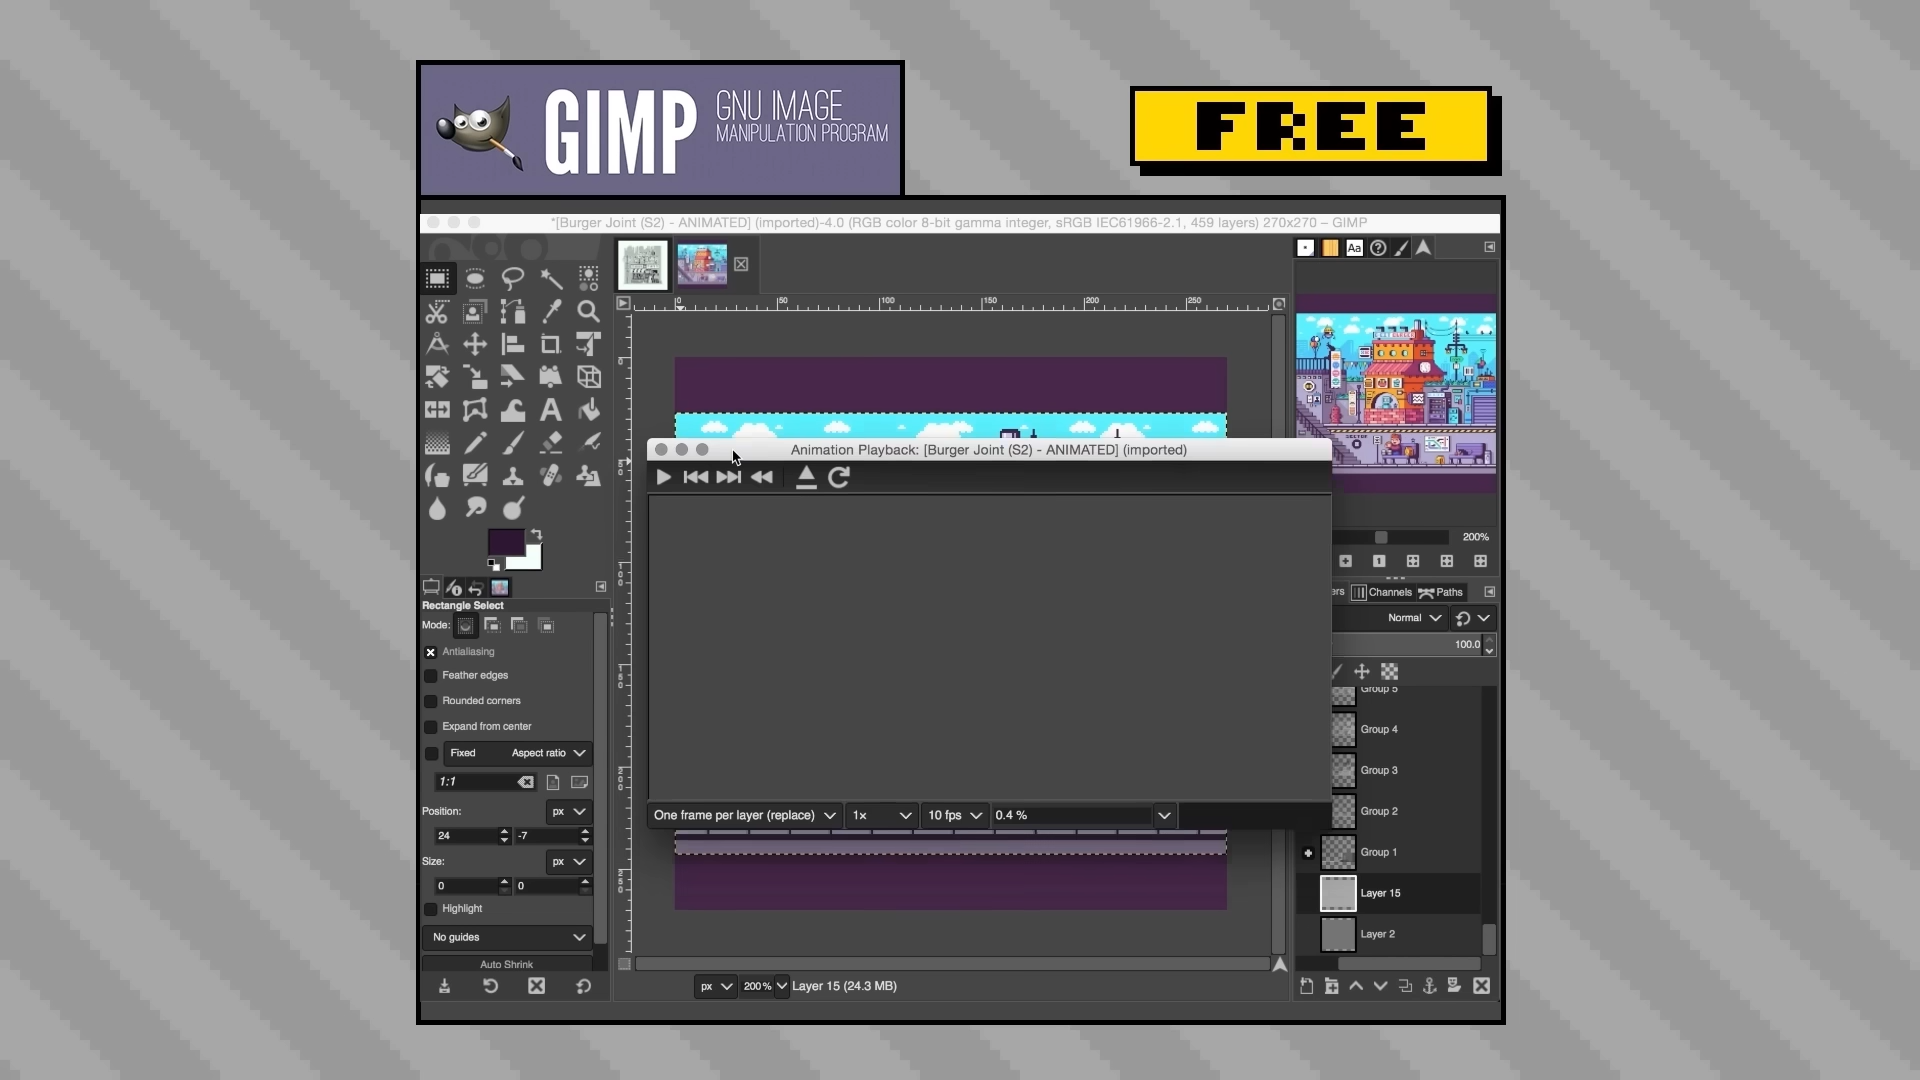 GIMP
GNU IMAGE
MANIPULATION PROGRAM
FREE
*[Burger Joint (S2) - ANIMATED] (imported)-4.0 (RGB color 8-bit gamma integer, sRGB IEC61966-2.1, 459 layers) 270x270 – GIMP
Aa
0 50 100 150 200 250
Animation Playback: [Burger Joint (S2) - ANIMATED] (imported)
200%
ers Channels Paths
Rectangle Select
Mode:
Normal
100.0
Antialiasing
Feather edges
Rounded corners
Expand from center
Fixed Aspect ratio
1:1
Position: px
24 -7
Size: px
0 0
Highlight
No guides
Auto Shrink
One frame per layer (replace) 1x 10 fps 0.4 %
Group 5
Group 4
Group 3
Group 2
Group 1
Layer 15
Layer 2
px 200% Layer 15 (24.3 MB)